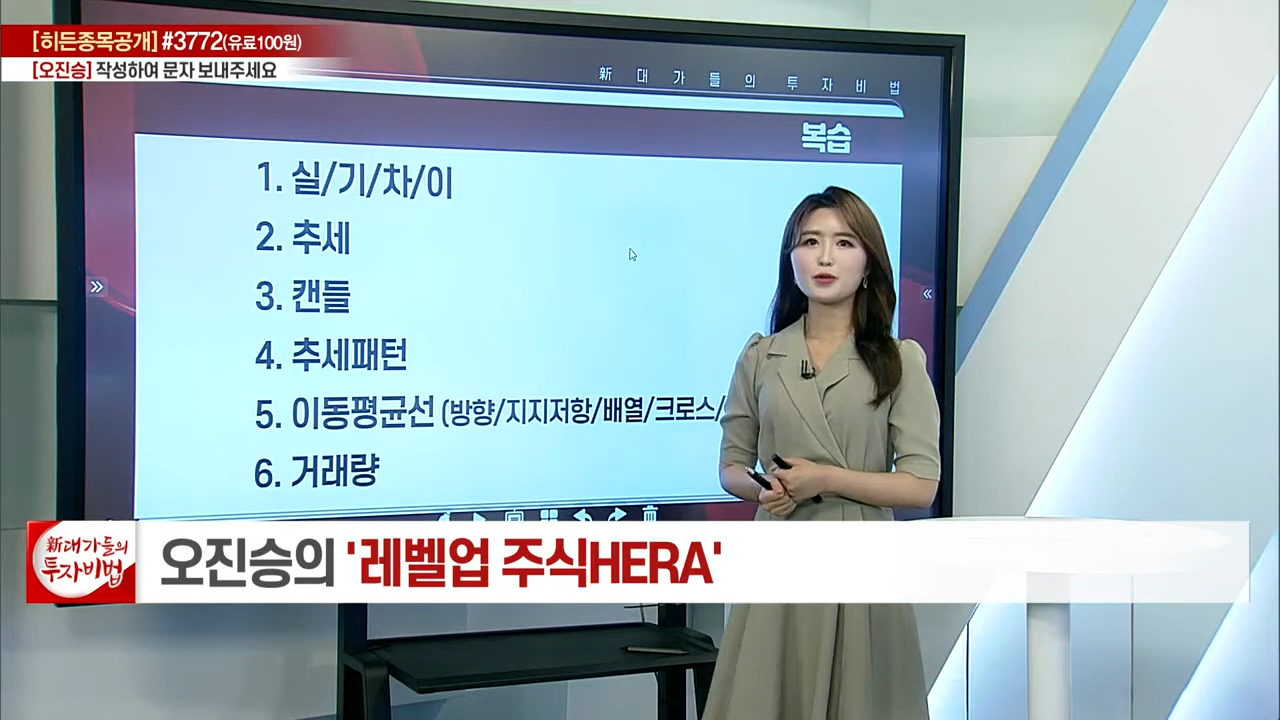 [히든종목공개] #3772(유료100원)
[오진승] 작성하여 문자 보내주세요
新 대가들의 투자비법
복습
1. 실/기/차/이
2. 추세
3. 캔들
4. 추세패턴
5. 이동평균선 (방향/지지저항/배열/크로스/
6. 거래량
新대가들의
투자비법
오진승의 '레벨업 주식HERA'